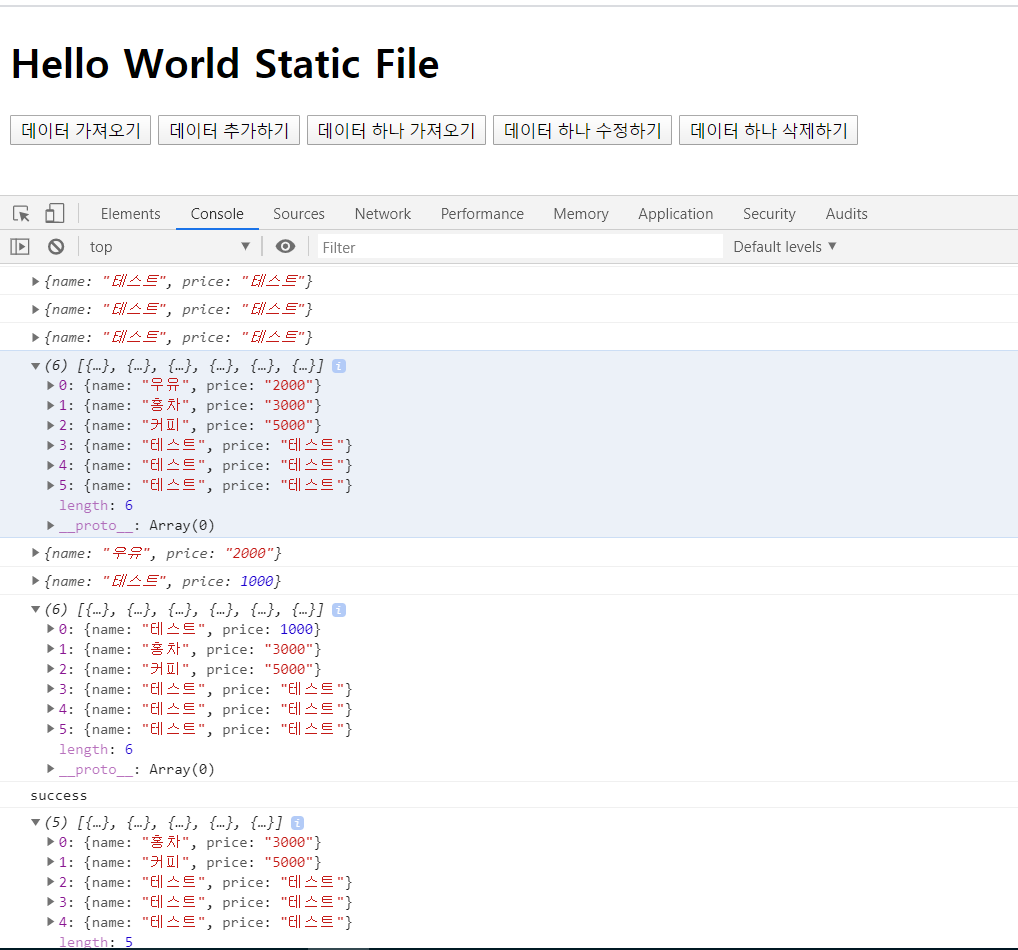 Hello World Static File
데이터 가져오기 데이터 추가하기 데이터 하나 가져오기 데이터 하나 수정하기 데이터 하나 삭제하기
Elements Console Sources Network Performance Memory Application Security Audits
top Filter Default levels
{name: "테스트", price: "테스트"}
{name: "테스트", price: "테스트"}
{name: "테스트", price: "테스트"}
(6) [{…}, {…}, {…}, {…}, {…}, {…}]
0: {name: "우유", price: "2000"}
1: {name: "홍차", price: "3000"}
2: {name: "커피", price: "5000"}
3: {name: "테스트", price: "테스트"}
4: {name: "테스트", price: "테스트"}
5: {name: "테스트", price: "테스트"}
length: 6
__proto__: Array(0)
{name: "우유", price: "2000"}
{name: "테스트", price: 1000}
(6) [{…}, {…}, {…}, {…}, {…}, {…}]
0: {name: "테스트", price: 1000}
1: {name: "홍차", price: "3000"}
2: {name: "커피", price: "5000"}
3: {name: "테스트", price: "테스트"}
4: {name: "테스트", price: "테스트"}
5: {name: "테스트", price: "테스트"}
length: 6
__proto__: Array(0)
success
(5) [{…}, {…}, {…}, {…}, {…}]
0: {name: "홍차", price: "3000"}
1: {name: "커피", price: "5000"}
2: {name: "테스트", price: "테스트"}
3: {name: "테스트", price: "테스트"}
4: {name: "테스트", price: "테스트"}
length: 5